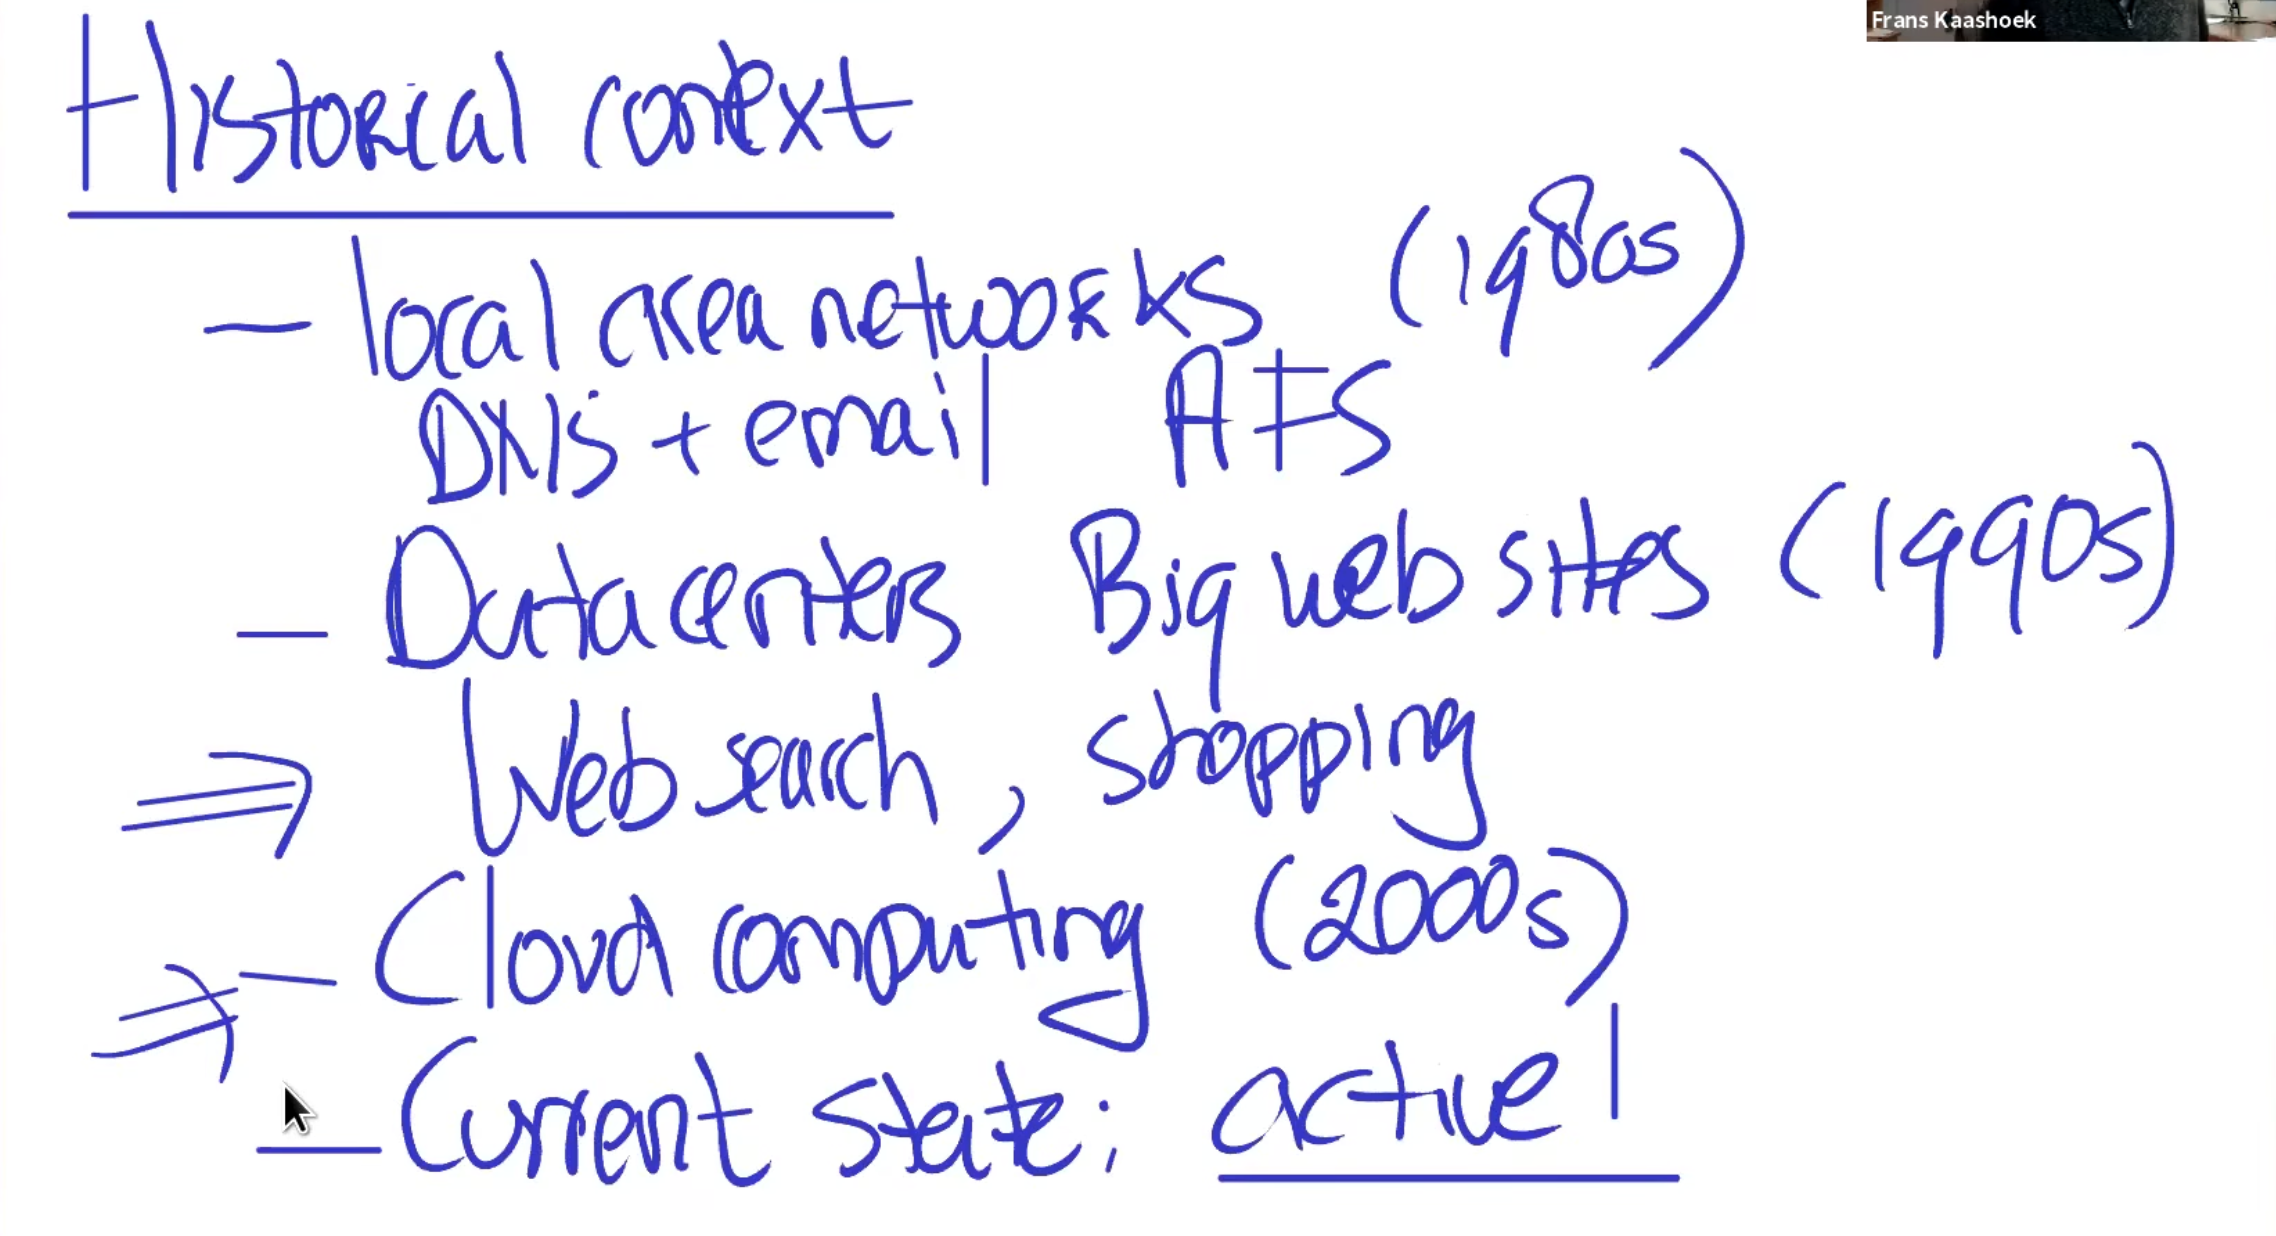 Frans Kaashoek
Historical context
- local area networks (1980s)
DNS + email AFS
- Datacenters Big web sites (1990s)
⇒ Web search, shopping
⇒ - Cloud computing (2000s)
- Current state: active!